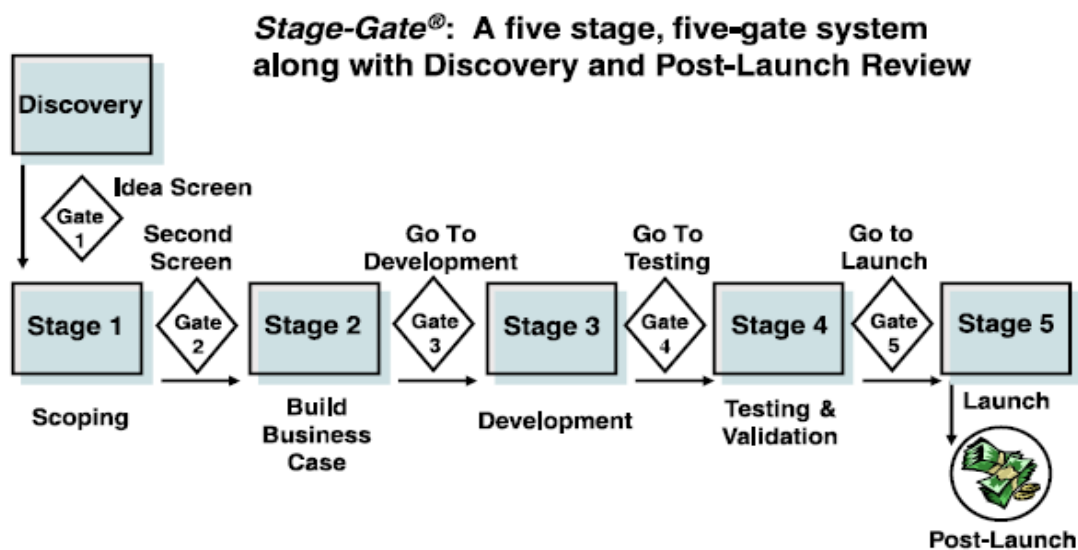 Stage-Gate®: A five stage, five-gate system
along with Discovery and Post-Launch Review
Discovery
Idea Screen
Gate
1
Second
Screen
Go To
Development
Go To
Testing
Go to
Launch
Stage 1
Gate
2
Stage 2
Gate
3
Stage 3
Gate
4
Stage 4
Gate
5
Stage 5
Scoping
Build
Business
Case
Development
Testing &
Validation
Launch
Post-Launch